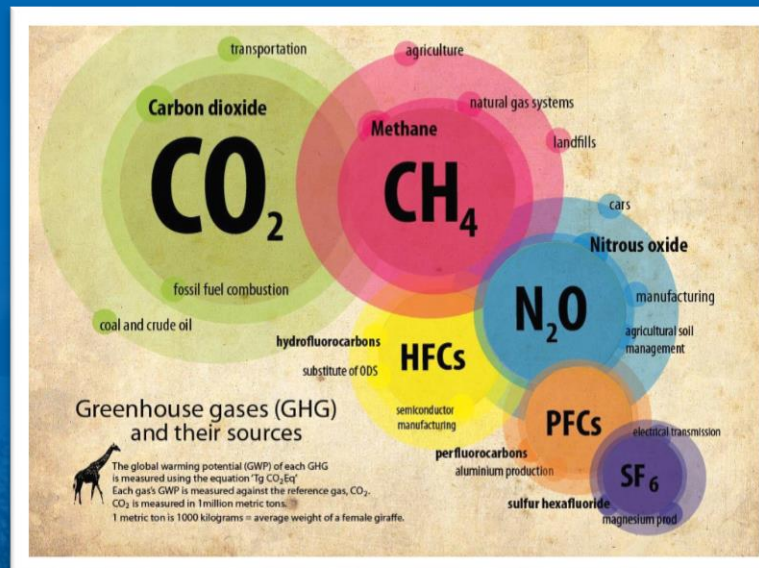 transportation
Carbon dioxide
CO₂
fossil fuel combustion
coal and crude oil
agriculture
natural gas systems
Methane
landfills
CH₄
cars
Nitrous oxide
N₂O
manufacturing
agricultural soil
management
hydrofluorocarbons
HFCs
substitute of ODS
semiconductor
manufacturing
PFCs
perfluorocarbons
aluminium production
electrical transmission
SF₆
sulfur hexafluoride
magnesium prod
Greenhouse gases (GHG)
and their sources
The global warming potential (GWP) of each GHG
is measured using the equation 'Tg CO₂Eq'
Each gas's GWP is measured against the reference gas, CO₂.
CO₂ is measured in 1million metric tons.
1 metric ton is 1000 kilograms = average weight of a female giraffe.